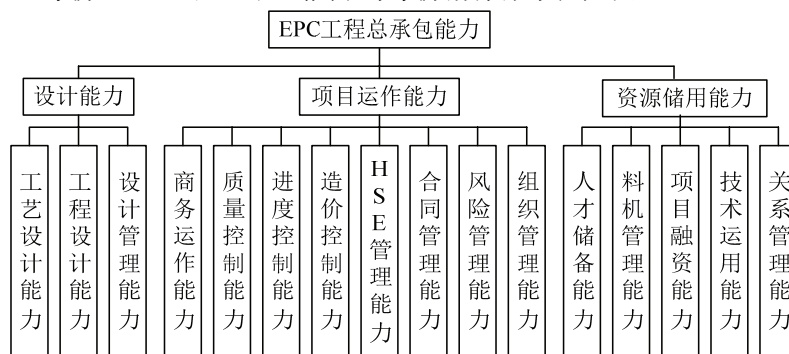 EPC工程总承包能力
设计能力
项目运作能力
资源储用能力
工艺设计能力
工程设计能力
设计管理能力
商务运作能力
质量控制能力
进度控制能力
造价控制能力
HSE管理能力
合同管理能力
风险管理能力
组织管理能力
人才储备能力
料机管理能力
项目融资能力
技术运用能力
关系管理能力